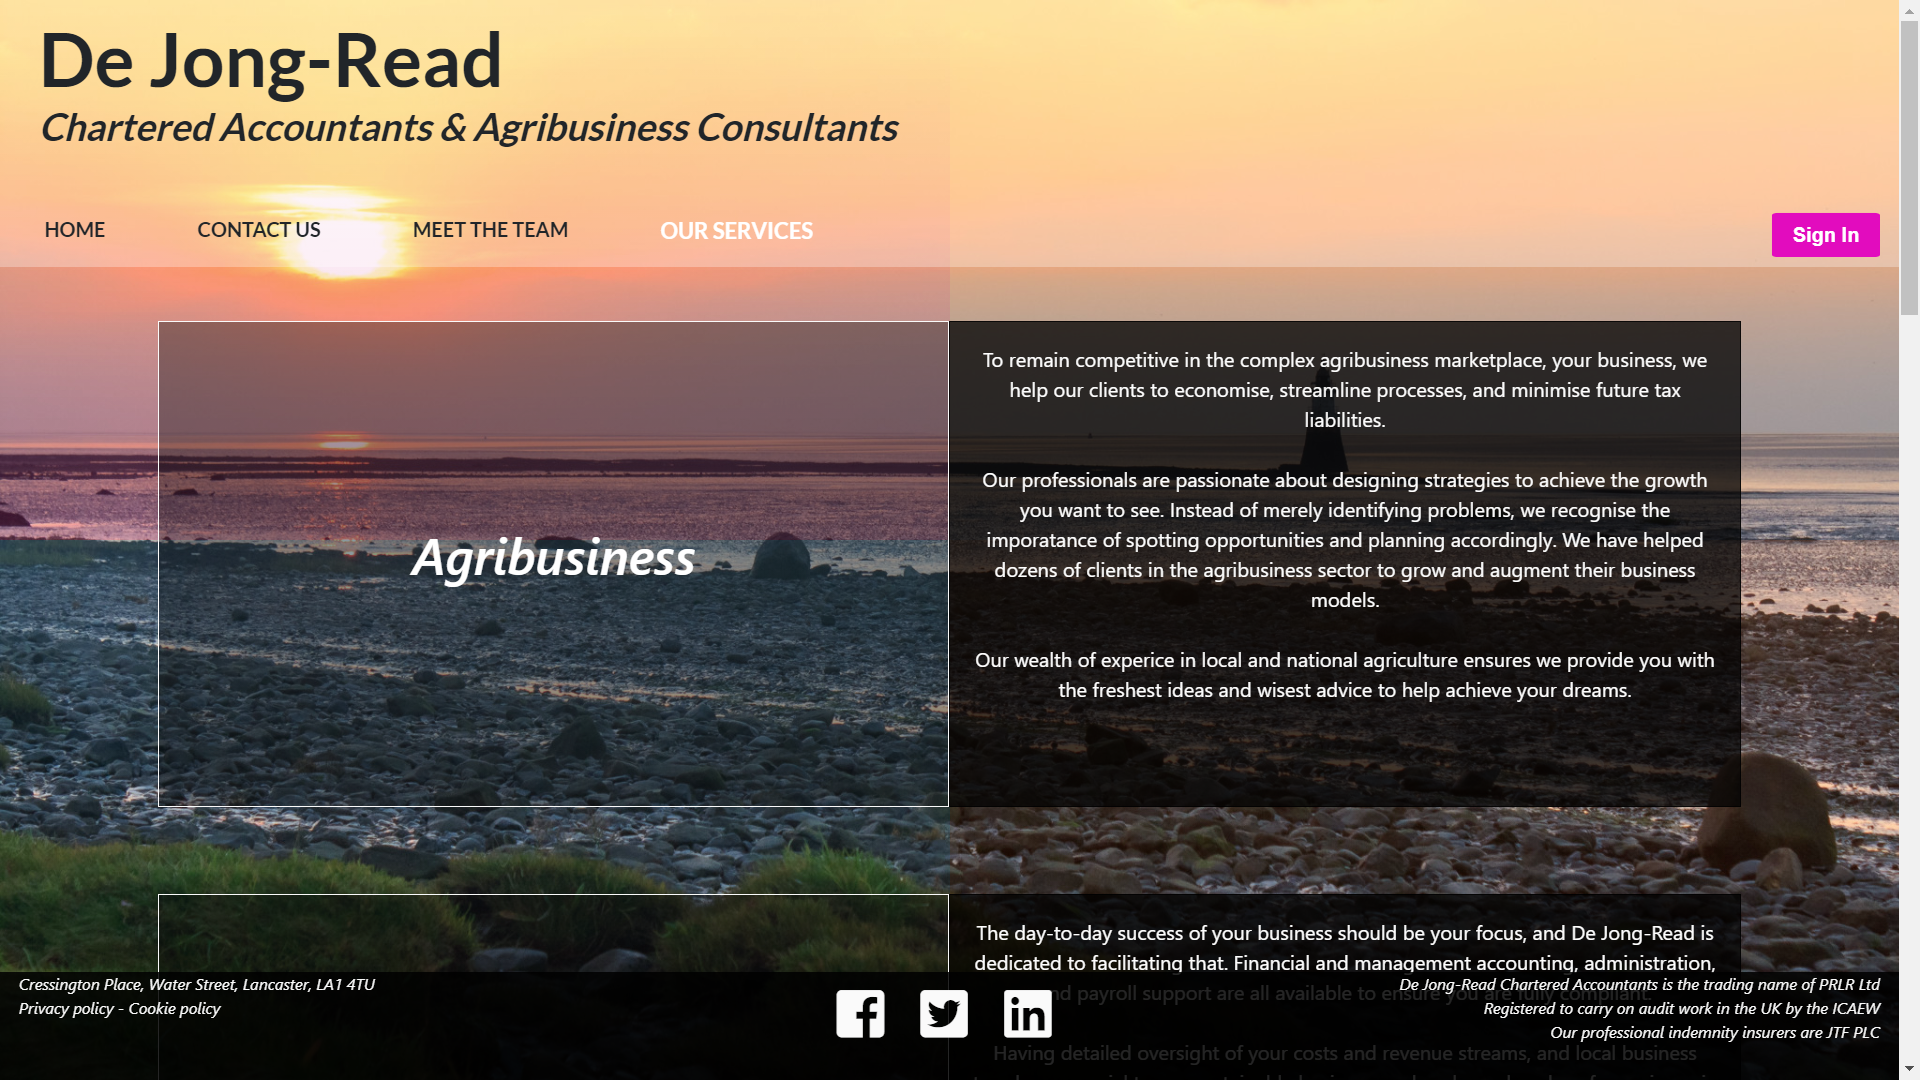 De Jong-Read
Chartered Accountants & Agribusiness Consultants
HOME
CONTACT US
MEET THE TEAM
OUR SERVICES
Sign In
Agribusiness
To remain competitive in the complex agribusiness marketplace, your business, we
help our clients to economise, streamline processes, and minimise future tax
liabilities.
Our professionals are passionate about designing strategies to achieve the growth
you want to see. Instead of merely identifying problems, we recognise the
imporatance of spotting opportunities and planning accordingly. We have helped
dozens of clients in the agribusiness sector to grow and augment their business
models.
Our wealth of experice in local and national agriculture ensures we provide you with
the freshest ideas and wisest advice to help achieve your dreams.
The day-to-day success of your business should be your focus, and De Jong-Read is
dedicated to facilitating that. Financial and management accounting, administration,
payroll support are all available to ensure you are fully compliant.
Having detailed oversight of your costs and revenue streams, and local business
Cressington Place, Water Street, Lancaster, LA1 4TU
Privacy policy - Cookie policy
De Jong-Read Chartered Accountants is the trading name of PRLR Ltd
Registered to carry on audit work in the UK by the ICAEW
Our professional indemnity insurers are JTF PLC